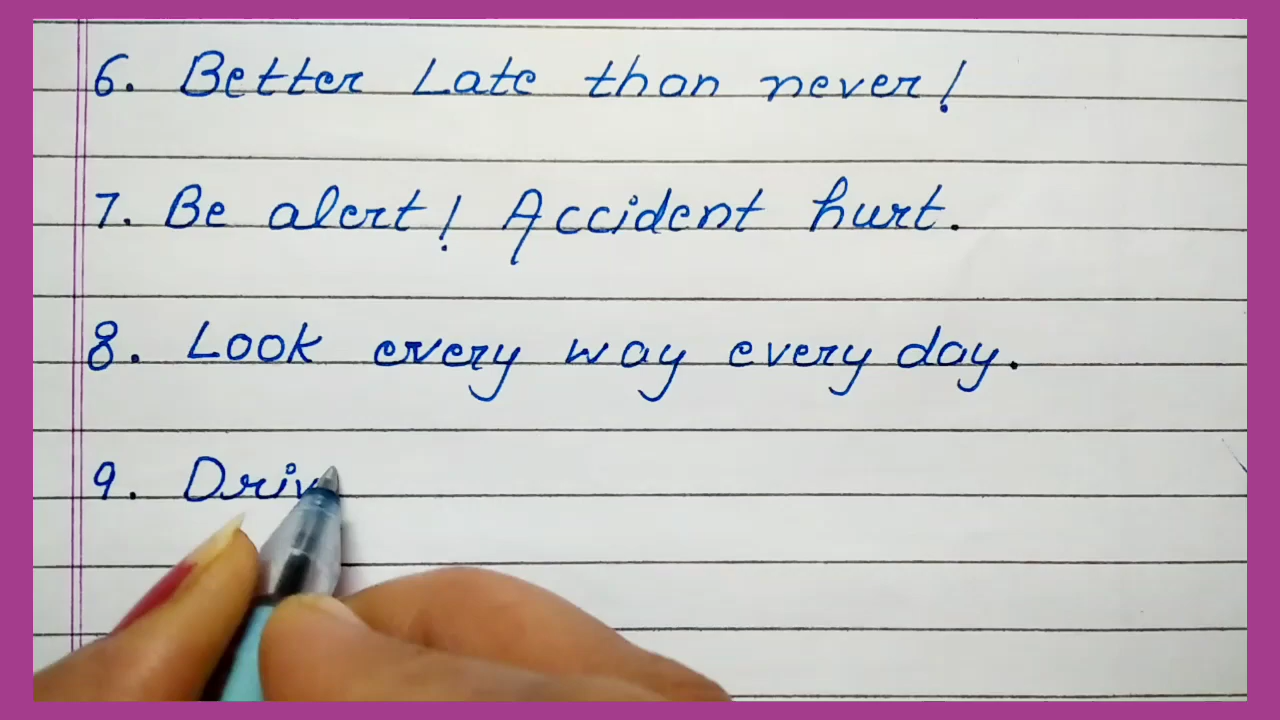 6. Better Late than never!
7. Be alert! Accident hurt.
8. Look every way every day.
9. Driv